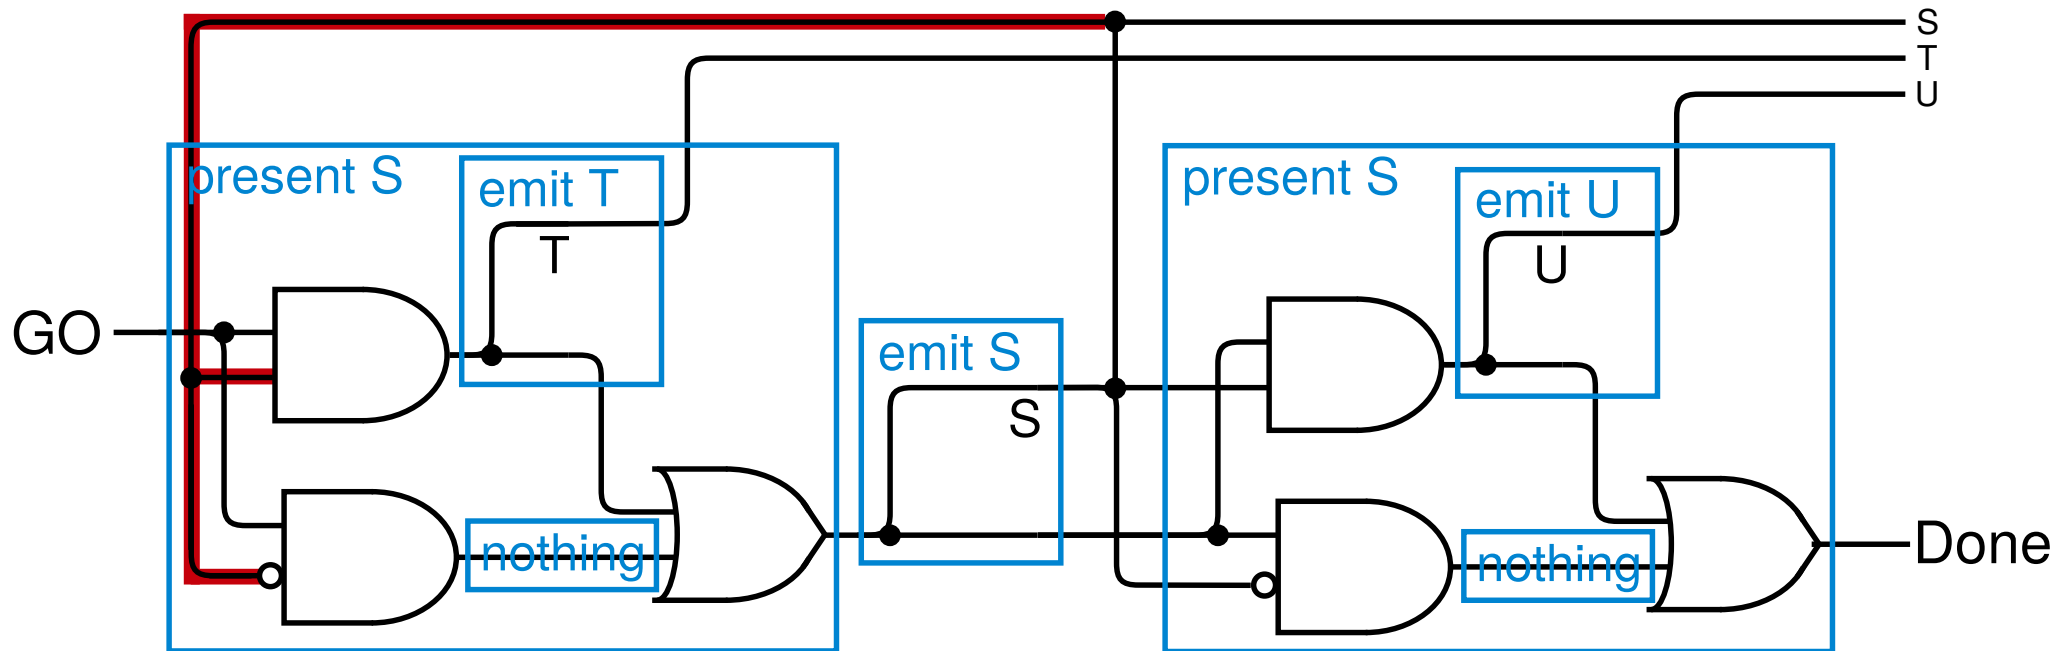 S
T
U
present S
emit T
T
GO
nothing
emit S
S
present S
emit U
U
nothing
Done